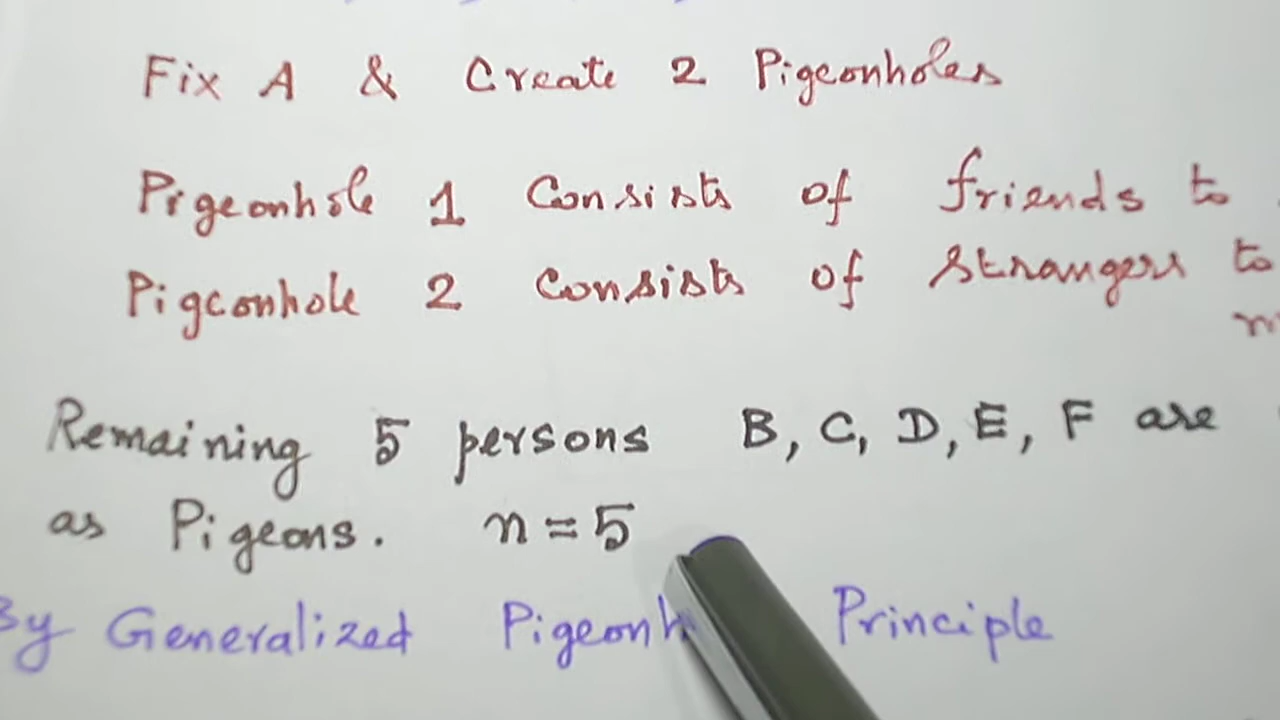 Fix A & Create 2 Pigeonholes
Pigeonhole 1 Consists of friends to
Pigeonhole 2 Consists of Strangers to
Remaining 5 persons B, C, D, E, F are
as Pigeons. n = 5
By Generalized Principle